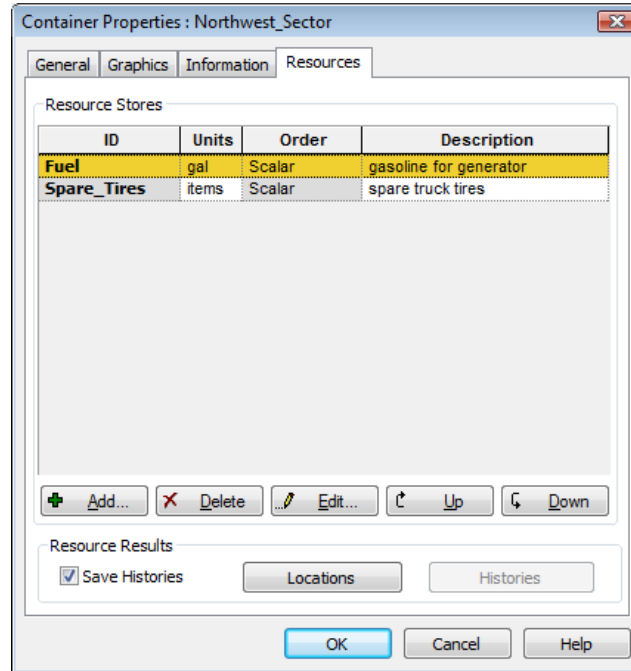 Container Properties : Northwest_Sector
General Graphics Information Resources
Resource Stores
ID Units Order Description
Fuel gal Scalar gasoline for generator
Spare_Tires items Scalar spare truck tires
Add... Delete Edit... Up Down
Resource Results
Save Histories Locations Histories
OK Cancel Help